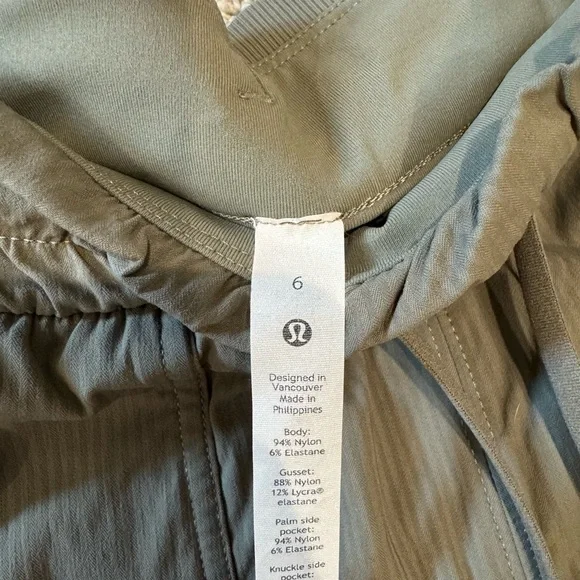 6
Designed in
Vancouver
Made in
Philippines
Body:
94% Nylon
6% Elastane
Gusset:
88% Nylon
12% Lycra®
elastane
Palm side
pocket:
94% Nylon
6% Elastane
Knuckle side
pocket: